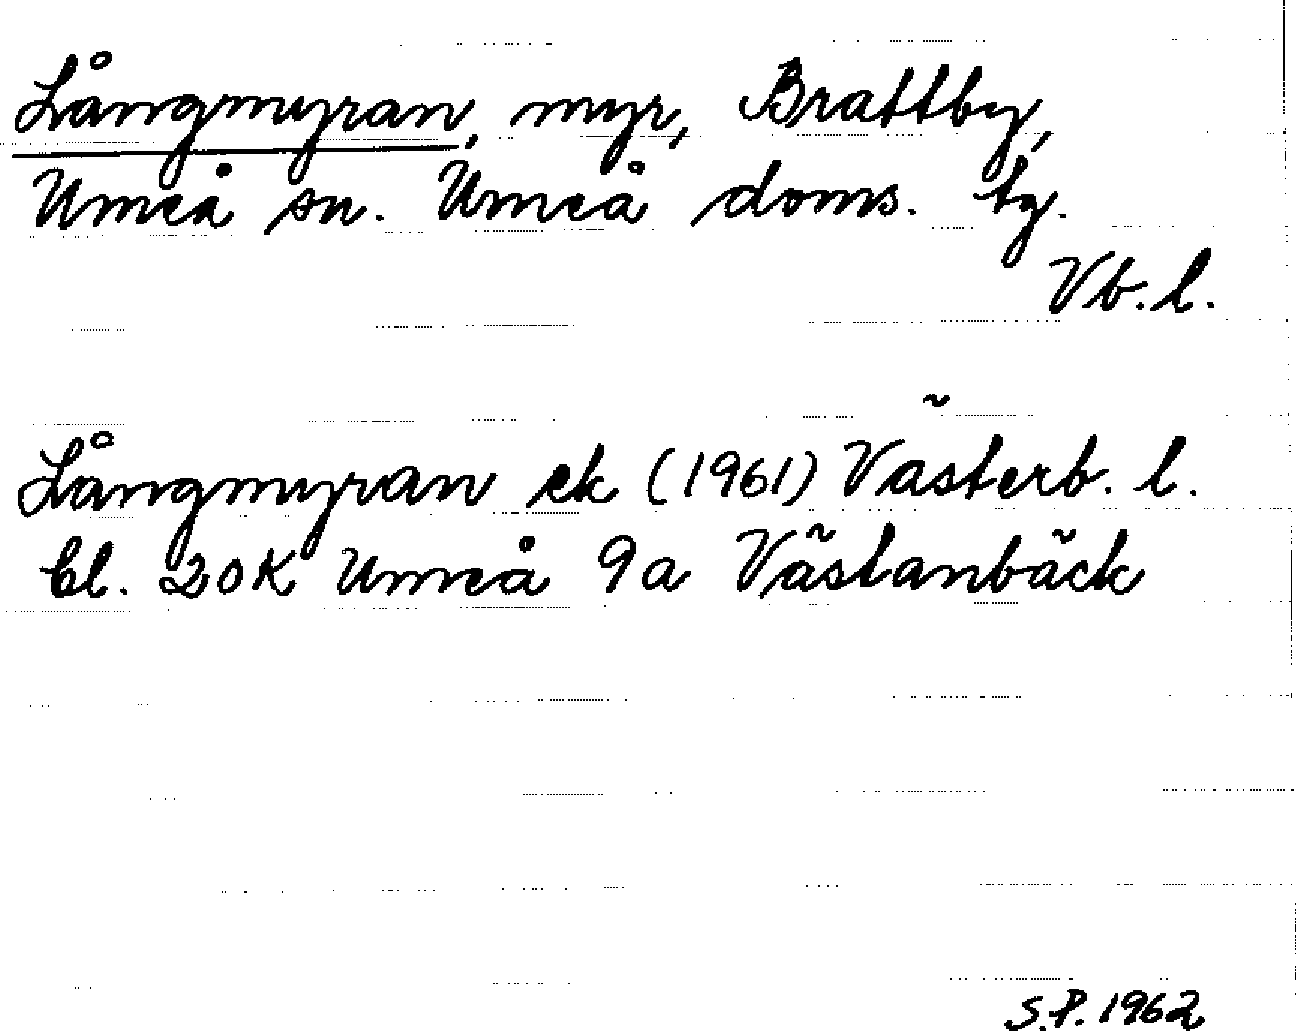 Långmyran, myr, Brattby,
Umeå sn. Umeå doms. tg.
Vb. l.
Långmyran ek (1961) Västerb. l.
Bl. 20K Umeå 9a Västanbäck
S.P. 1962